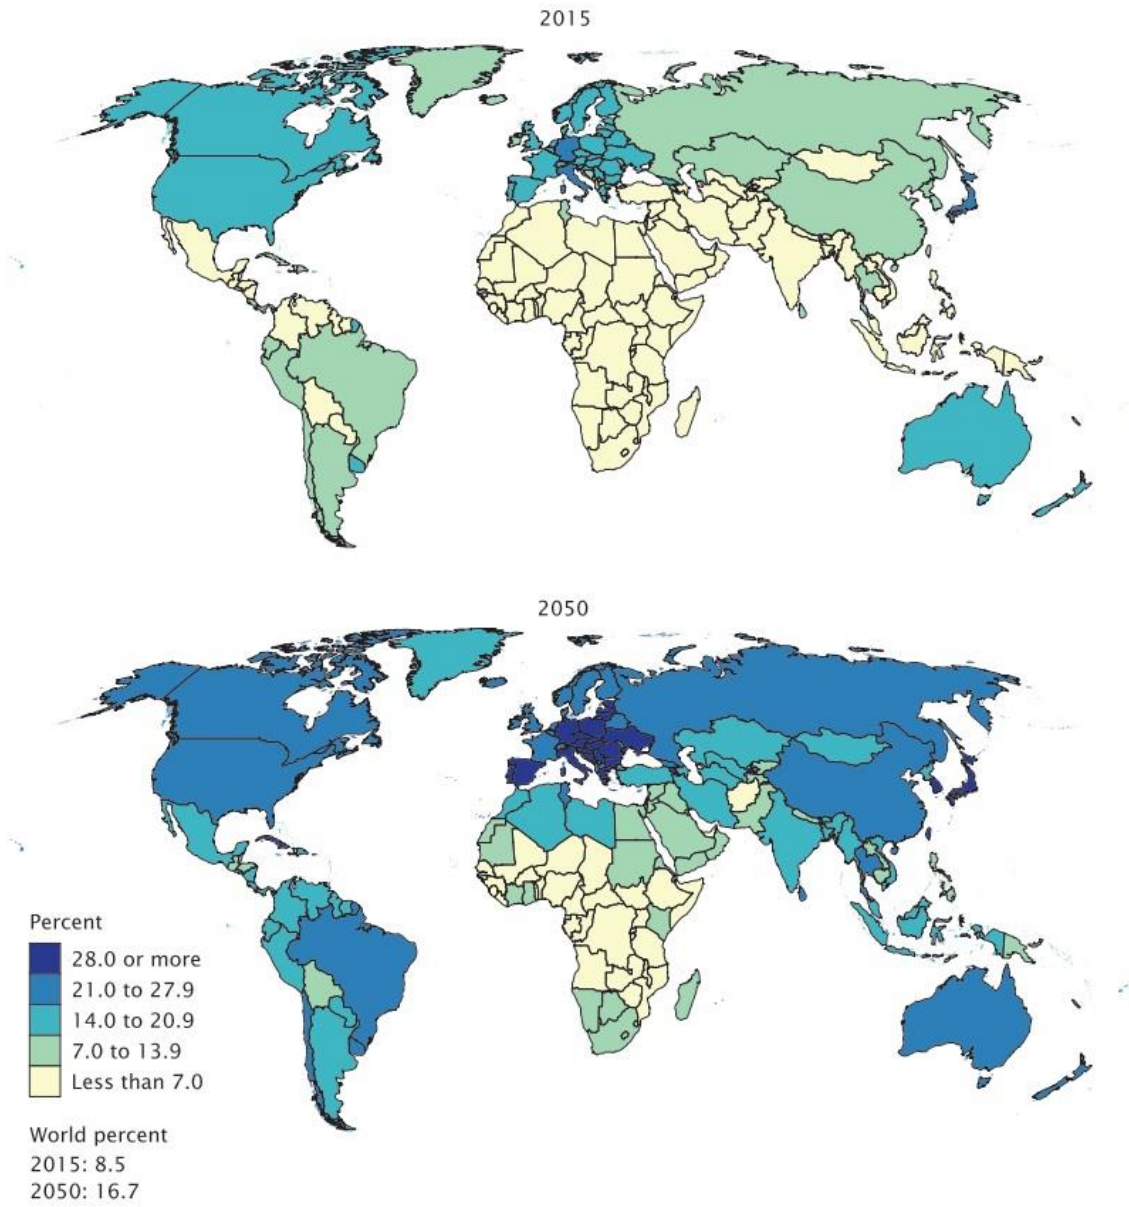 2015
2050
Percent
28.0 or more
21.0 to 27.9
14.0 to 20.9
7.0 to 13.9
Less than 7.0
World percent
2015: 8.5
2050: 16.7